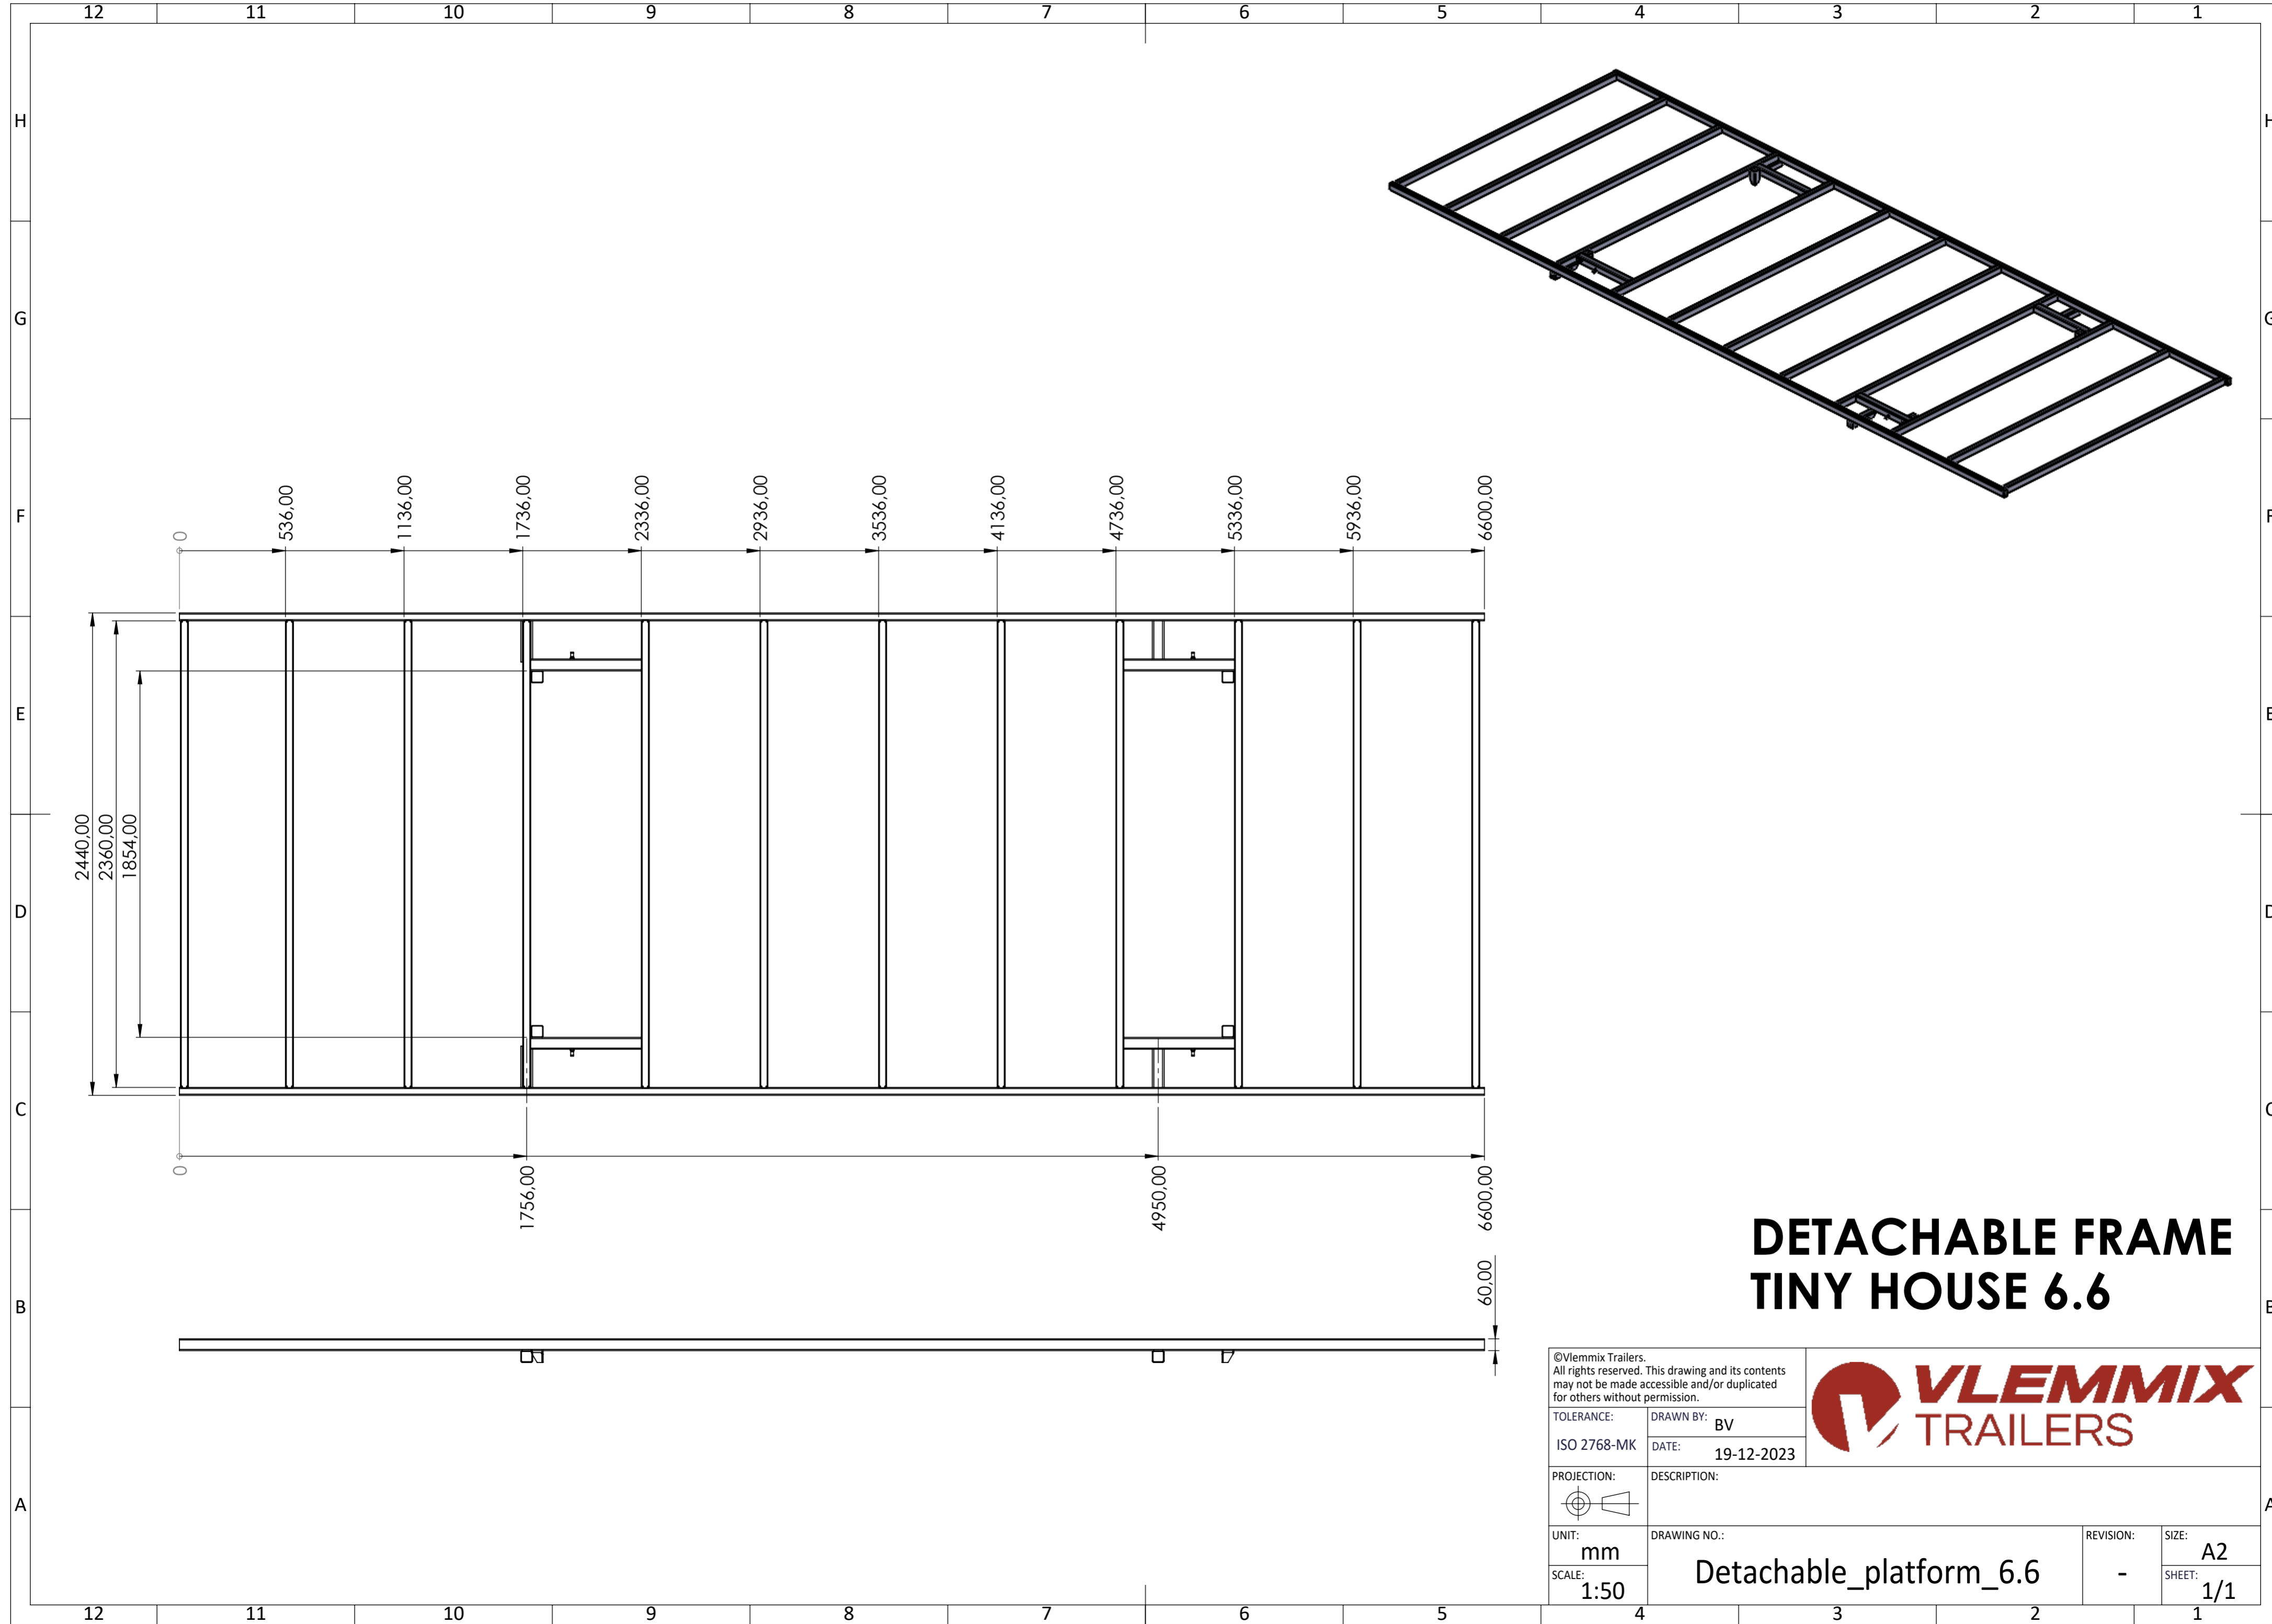 12 11 10 9 8 7 6 5 4 3 2 1
H H
G G
F F
E E
D D
C C
B B
A A
0 536,00 1136,00 1736,00 2336,00 2936,00 3536,00 4136,00 4736,00 5336,00 5936,00 6600,00
2440,00
2360,00
1854,00
0 1756,00 4950,00 6600,00
60,00
DETACHABLE FRAME
TINY HOUSE 6.6
©Vlemmix Trailers.
All rights reserved. This drawing and its contents
may not be made accessible and/or duplicated
for others without permission.
TOLERANCE:
ISO 2768-MK
DRAWN BY: BV
DATE: 19-12-2023
VLEMMIX
TRAILERS
PROJECTION:
DESCRIPTION:
UNIT:
mm
SCALE:
1:50
DRAWING NO.:
Detachable_platform_6.6
REVISION:
-
SIZE:
A2
SHEET:
1/1
12 11 10 9 8 7 6 5 4 3 2 1